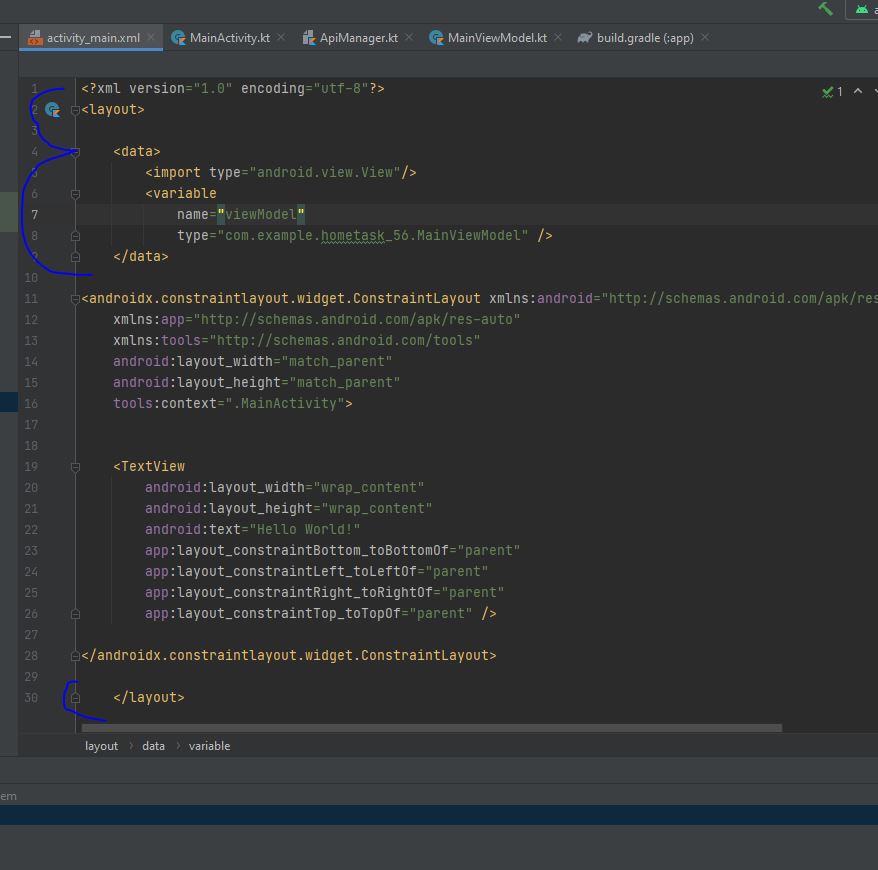 activity_main.xml MainActivity.kt ApiManager.kt MainViewModel.kt build.gradle (:app)
1 <?xml version="1.0" encoding="utf-8"?> 1
2 <layout>
3
4 <data>
5 <import type="android.view.View"/>
6 <variable
7 name="viewModel"
8 type="com.example.hometask_56.MainViewModel" />
9 </data>
10
11 <androidx.constraintlayout.widget.ConstraintLayout xmlns:android="http://schemas.android.com/apk/res
12 xmlns:app="http://schemas.android.com/apk/res-auto"
13 xmlns:tools="http://schemas.android.com/tools"
14 android:layout_width="match_parent"
15 android:layout_height="match_parent"
16 tools:context=".MainActivity">
17
18
19 <TextView
20 android:layout_width="wrap_content"
21 android:layout_height="wrap_content"
22 android:text="Hello World!"
23 app:layout_constraintBottom_toBottomOf="parent"
24 app:layout_constraintLeft_toLeftOf="parent"
25 app:layout_constraintRight_toRightOf="parent"
26 app:layout_constraintTop_toTopOf="parent" />
27
28 </androidx.constraintlayout.widget.ConstraintLayout>
29
30 </layout>
layout › data › variable
em